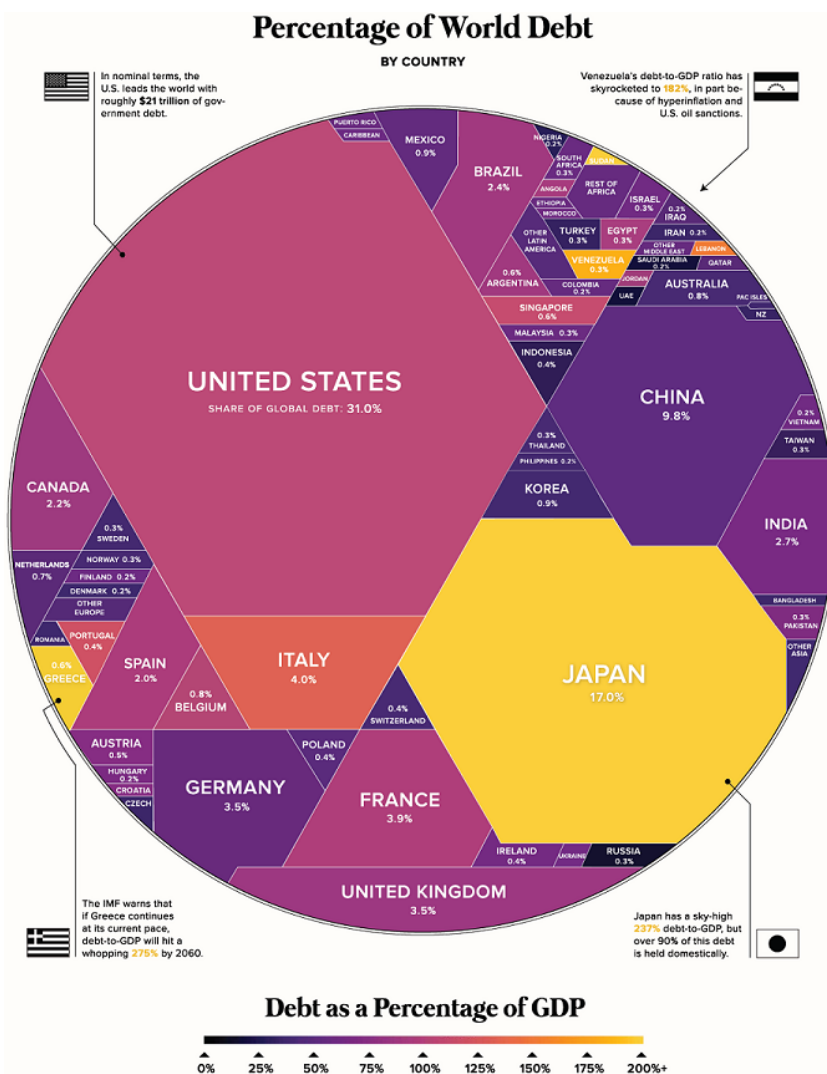 Percentage of World Debt
BY COUNTRY
In nominal terms, the
U.S. leads the world with
roughly $21 trillion of gov-
ernment debt.
Venezuela's debt-to-GDP ratio has
skyrocketed to 182%, in part be-
cause of hyperinflation and
U.S. oil sanctions.
PUERTO RICO
CARIBBEAN
MEXICO
0.9%
BRAZIL
2.4%
NIGERIA
0.2%
SOUTH
AFRICA
0.3%
SUDAN
REST OF
AFRICA
ANGOLA
ETHIOPIA
MOROCCO
ISRAEL
0.3%
0.2%
IRAQ
IRAN 0.2%
OTHER
LATIN
AMERICA
TURKEY
0.3%
EGYPT
0.3%
OTHER
MIDDLE EAST
LEBANON
VENEZUELA
0.3%
SAUDI ARABIA
0.2%
QATAR
0.6%
ARGENTINA
COLOMBIA
0.2%
JORDAN
UAE
AUSTRALIA
0.8%
PAC ISLES
NZ
SINGAPORE
0.6%
MALAYSIA 0.3%
INDONESIA
0.4%
UNITED STATES
SHARE OF GLOBAL DEBT: 31.0%
CHINA
9.8%
0.2%
VIETNAM
TAIWAN
0.3%
0.3%
THAILAND
PHILIPPINES 0.2%
KOREA
0.9%
CANADA
2.2%
INDIA
2.7%
0.3%
SWEDEN
NETHERLANDS
0.7%
NORWAY 0.3%
FINLAND 0.2%
DENMARK 0.2%
OTHER
EUROPE
BANGLADESH
0.3%
PAKISTAN
ROMANIA
PORTUGAL
0.4%
OTHER
ASIA
0.6%
GREECE
SPAIN
2.0%
ITALY
4.0%
JAPAN
17.0%
0.8%
BELGIUM
0.4%
SWITZERLAND
AUSTRIA
0.5%
POLAND
0.4%
HUNGARY
0.2%
CROATIA
CZECH
GERMANY
3.5%
FRANCE
3.9%
IRELAND
0.4%
UKRAINE
RUSSIA
0.3%
UNITED KINGDOM
3.5%
The IMF warns that
if Greece continues
at its current pace,
debt-to-GDP will hit a
whopping 275% by 2060.
Japan has a sky-high
237% debt-to-GDP, but
over 90% of this debt
is held domestically.
Debt as a Percentage of GDP
0% 25% 50% 75% 100% 125% 150% 175% 200%+